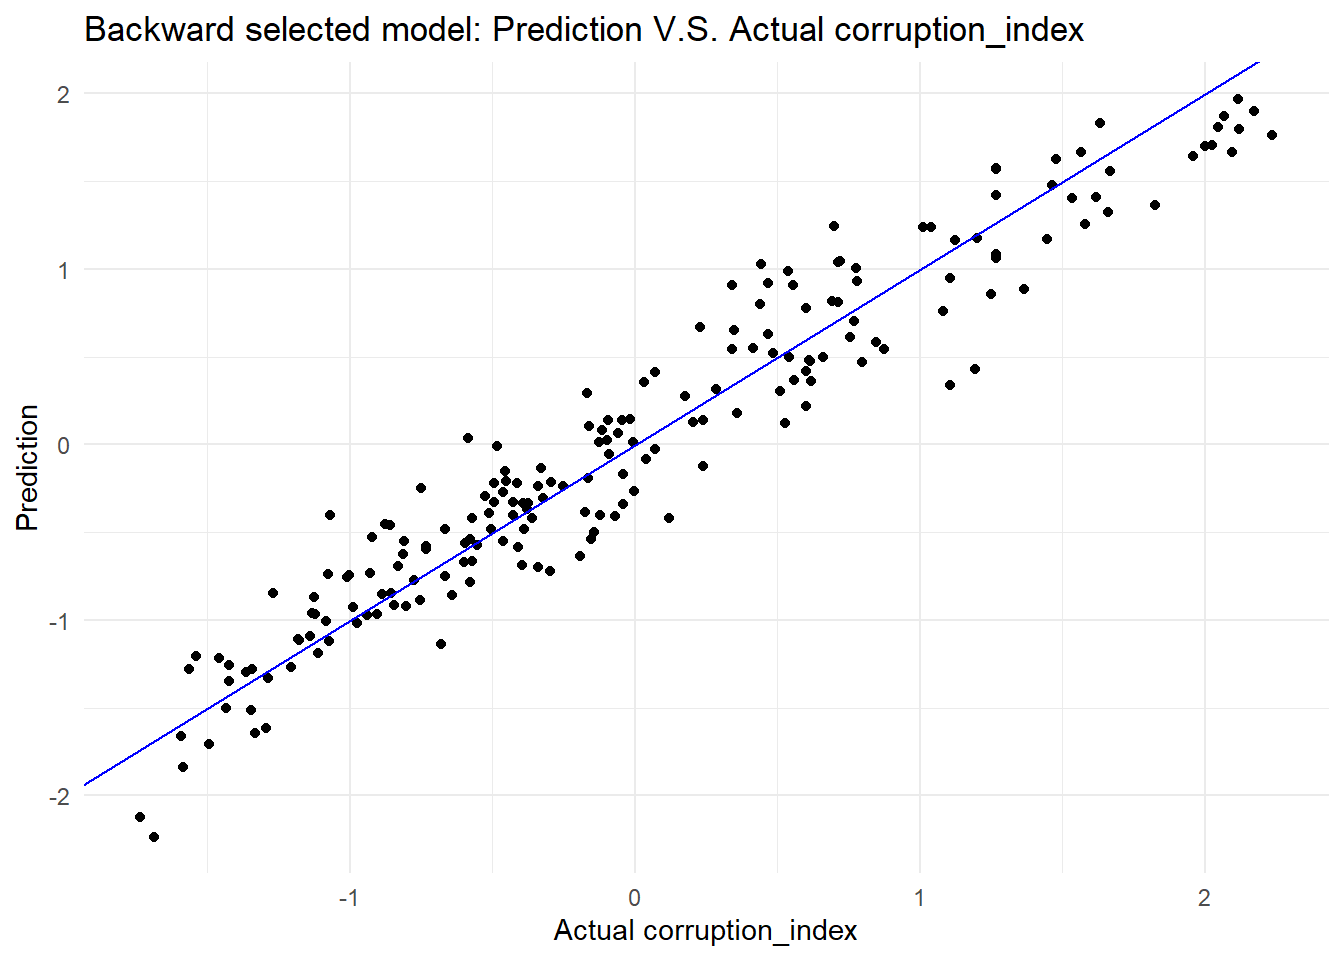 Backward selected model: Prediction V.S. Actual corruption_index
2
1
0
-1
-2
Prediction
-1 0 1 2
Actual corruption_index